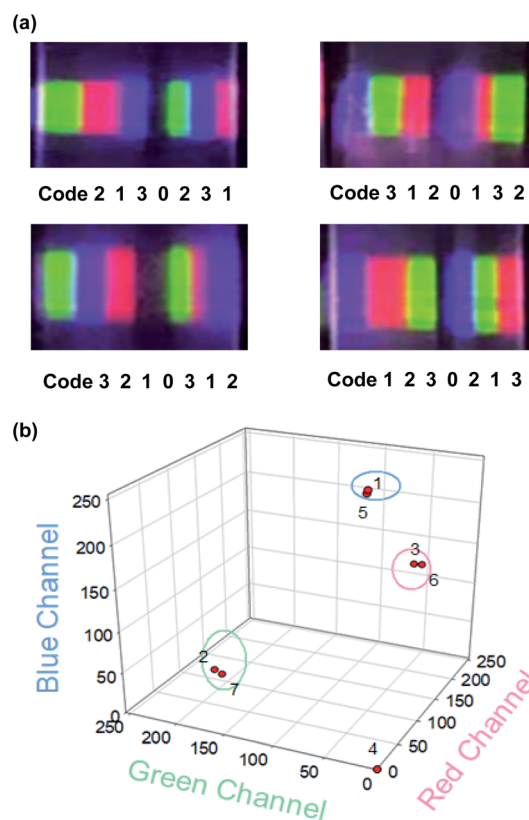 (a)
Code 2 1 3 0 2 3 1
Code 3 1 2 0 1 3 2
Code 3 2 1 0 3 1 2
Code 1 2 3 0 2 1 3
(b)
250
200
150
100
50
0
Blue Channel
250
200
150
100
50
0
Green Channel
0
50
100
150
200
250
Red Channel
1
5
3
6
2
7
4